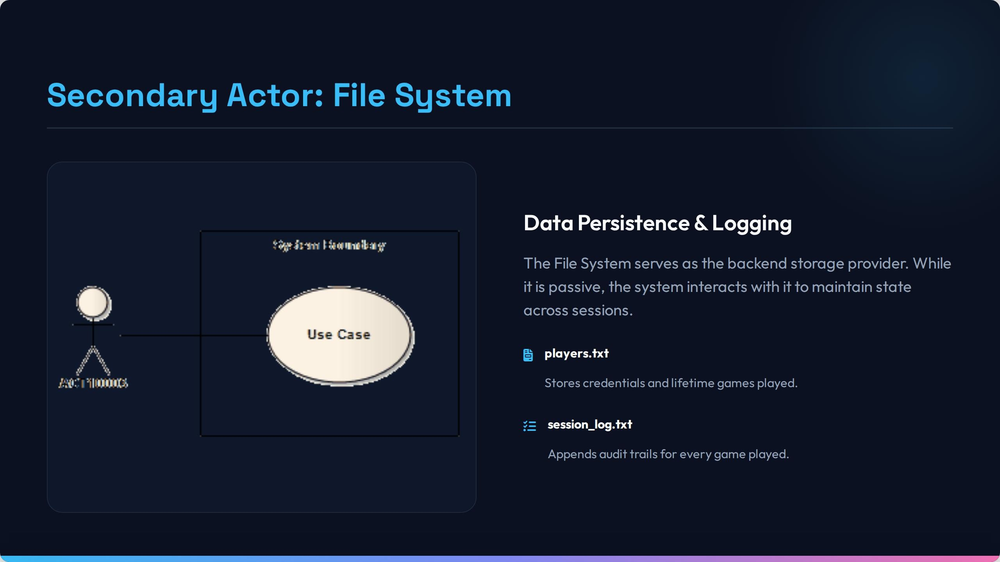 Secondary Actor: File System
System Boundary
Use Case
Data Persistence & Logging
The File System serves as the backend storage provider. While
it is passive, the system interacts with it to maintain state
across sessions.
players.txt
Stores credentials and lifetime games played.
session_log.txt
Appends audit trails for every game played.